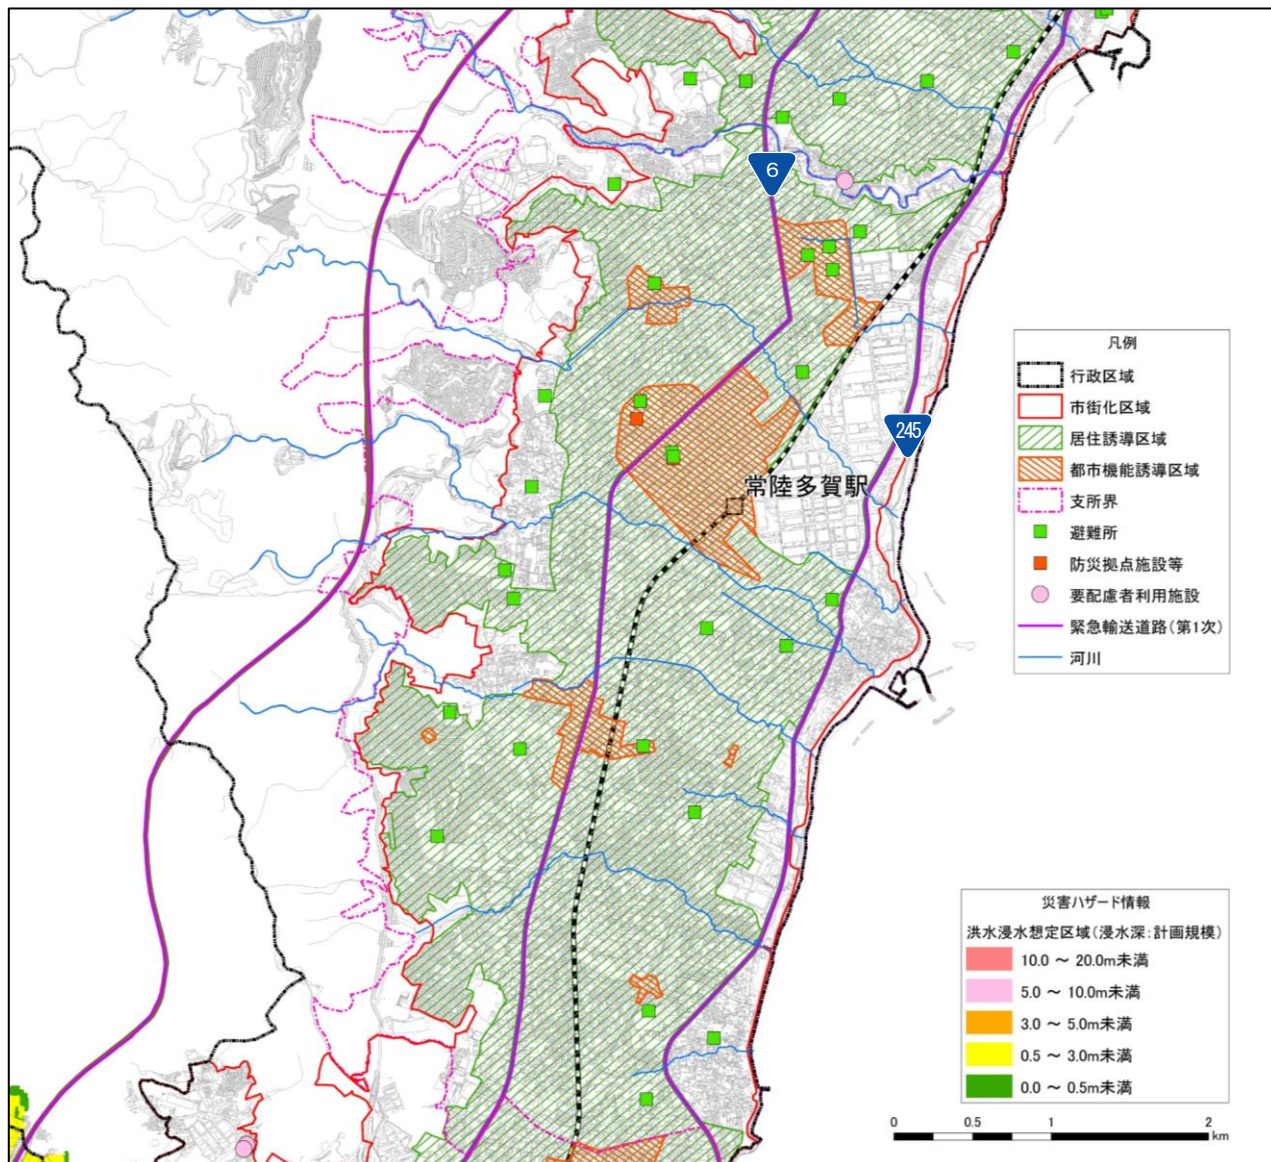 6
245
常陸多賀駅
凡例
行政区域
市街化区域
居住誘導区域
都市機能誘導区域
支所界
避難所
防災拠点施設等
要配慮者利用施設
緊急輸送道路(第1次)
河川
災害ハザード情報
洪水浸水想定区域(浸水深:計画規模)
10.0 ～ 20.0m未満
5.0 ～ 10.0m未満
3.0 ～ 5.0m未満
0.5 ～ 3.0m未満
0.0 ～ 0.5m未満
0 0.5 1 2
km